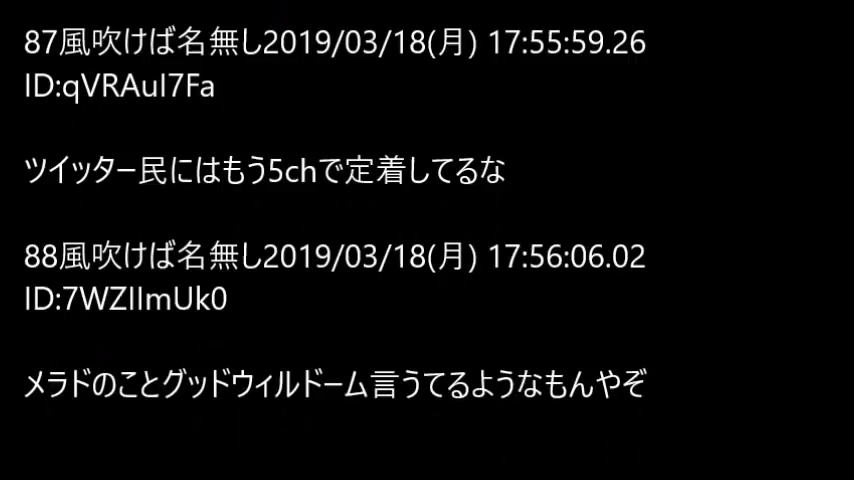 87風吹けば名無し2019/03/18(月) 17:55:59.26
ID:qVRAuI7Fa
ツイッター民にはもう5chで定着してるな
88風吹けば名無し2019/03/18(月) 17:56:06.02
ID:7WZIImUk0
メラドのことグッドウィルドーム言うてるようなもんやぞ